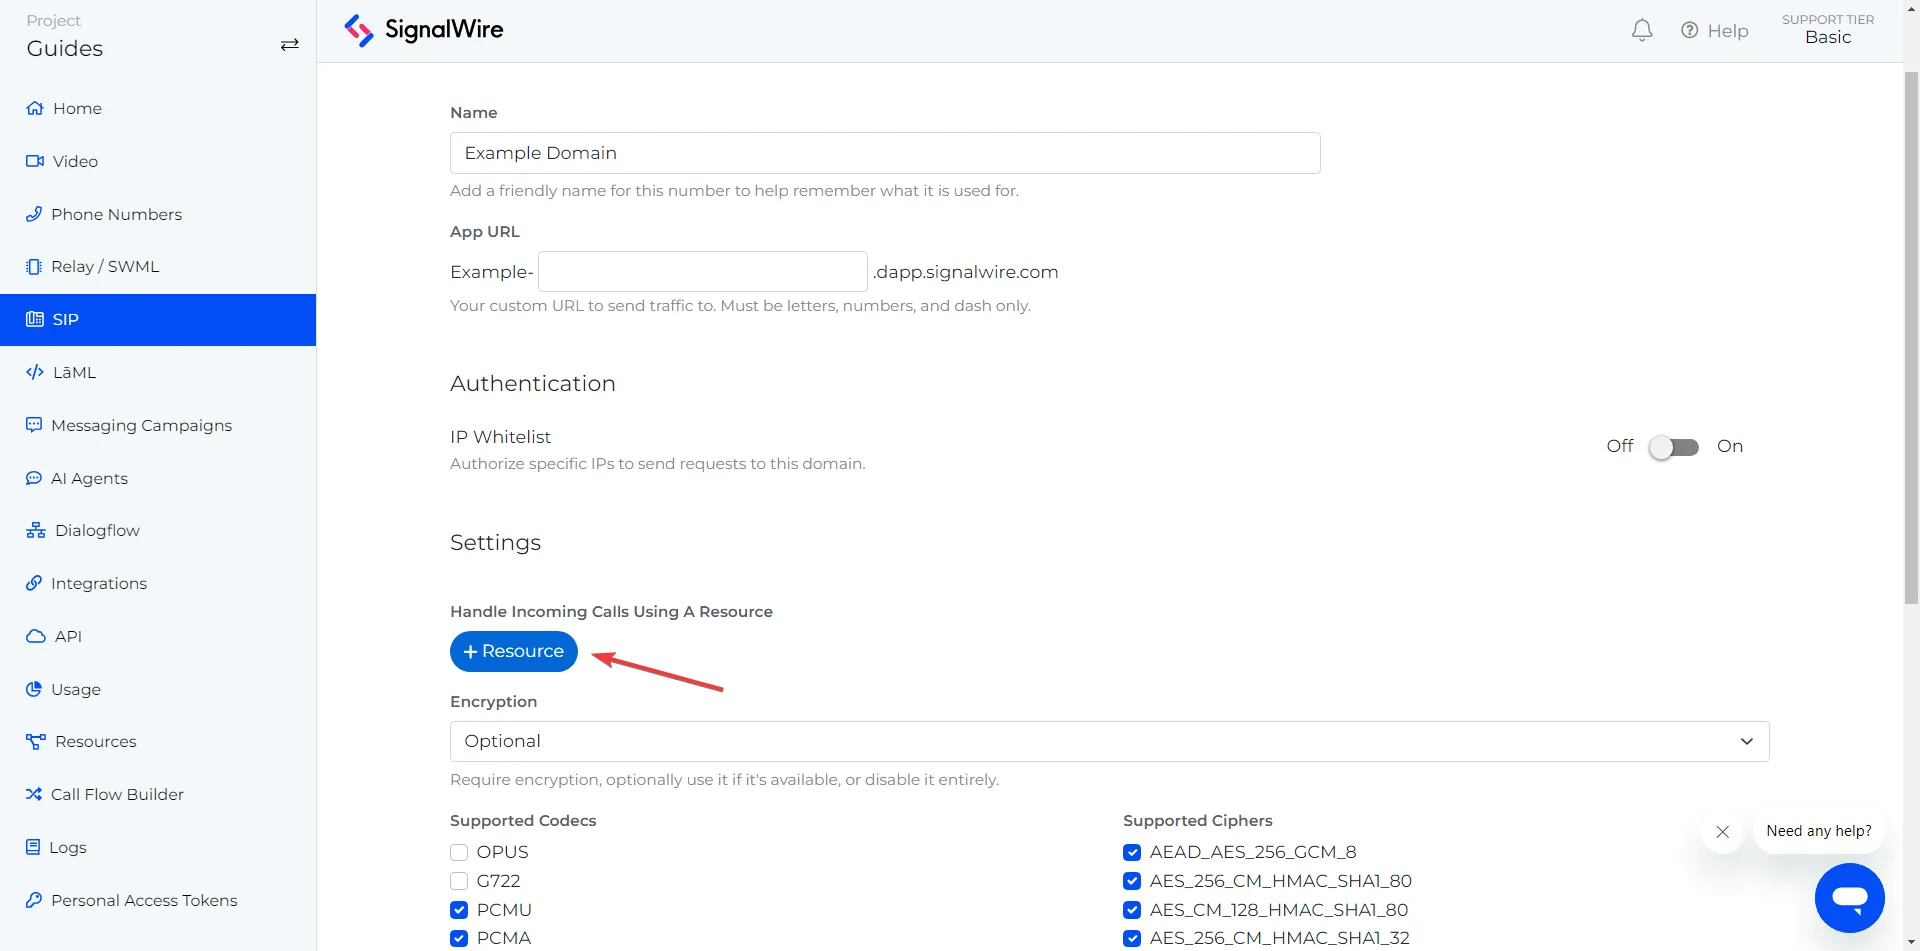 Project
Guides
Home
Video
Phone Numbers
Relay / SWML
SIP
LāML
Messaging Campaigns
AI Agents
Dialogflow
Integrations
API
Usage
Resources
Call Flow Builder
Logs
Personal Access Tokens
SignalWire
Help
SUPPORT TIER
Basic
Name
Example Domain
Add a friendly name for this number to help remember what it is used for.
App URL
Example- .dapp.signalwire.com
Your custom URL to send traffic to. Must be letters, numbers, and dash only.
Authentication
IP Whitelist
Off On
Authorize specific IPs to send requests to this domain.
Settings
Handle Incoming Calls Using A Resource
+ Resource
Encryption
Optional
Require encryption, optionally use it if it's available, or disable it entirely.
Supported Codecs
OPUS
G722
PCMU
PCMA
Supported Ciphers
AEAD_AES_256_GCM_8
AES_256_CM_HMAC_SHA1_80
AES_CM_128_HMAC_SHA1_80
AES_256_CM_HMAC_SHA1_32
Need any help?